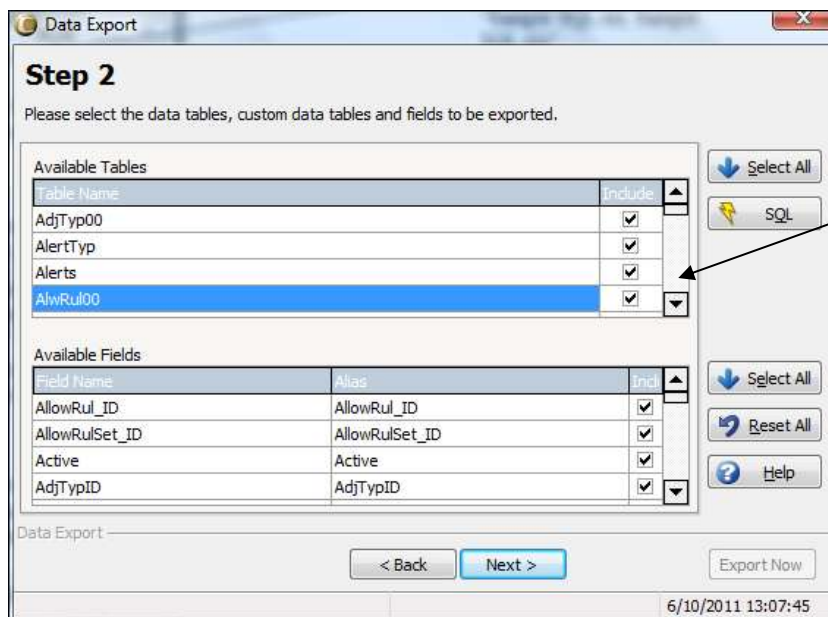 Data Export
Step 2
Please select the data tables, custom data tables and fields to be exported.
Available Tables
Table Name Include
AdjTyp00
AlertTyp
Alerts
AlwRul00
Select All
SQL
Available Fields
Field Name Alias Incl
AllowRul_ID AllowRul_ID
AllowRulSet_ID AllowRulSet_ID
Active Active
AdjTypID AdjTypID
Select All
Reset All
Help
Data Export
< Back Next > Export Now
6/10/2011 13:07:45